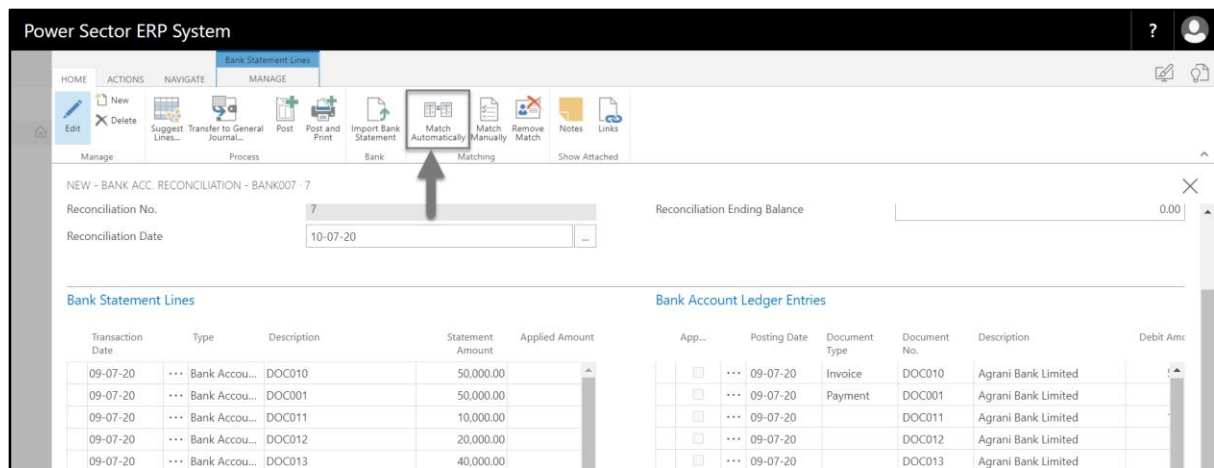 Power Sector ERP System ?
Bank Statement Lines
HOME ACTIONS NAVIGATE MANAGE
Edit New Delete
Suggest Lines... Transfer to General Journal... Post Post and Print Import Bank Statement Match Automatically Match Manually Remove Match Notes Links
Manage Process Bank Matching Show Attached
NEW - BANK ACC. RECONCILIATION - BANK007 · 7
Reconciliation No. 7 Reconciliation Ending Balance 0.00
Reconciliation Date 10-07-20 ...
Bank Statement Lines Bank Account Ledger Entries
Transaction Date Type Description Statement Amount Applied Amount App... Posting Date Document Type Document No. Description Debit Amo
09-07-20 ··· Bank Accou... DOC010 50,000.00 ··· 09-07-20 Invoice DOC010 Agrani Bank Limited
09-07-20 ··· Bank Accou... DOC001 50,000.00 ··· 09-07-20 Payment DOC001 Agrani Bank Limited
09-07-20 ··· Bank Accou... DOC011 10,000.00 ··· 09-07-20 DOC011 Agrani Bank Limited
09-07-20 ··· Bank Accou... DOC012 20,000.00 ··· 09-07-20 DOC012 Agrani Bank Limited
09-07-20 ··· Bank Accou... DOC013 40,000.00 ··· 09-07-20 DOC013 Agrani Bank Limited